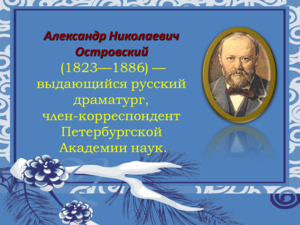 Александр Николаевич
Островский
(1823—1886) —
выдающийся русский
драматург,
член-корреспондент
Петербургской
Академии наук.